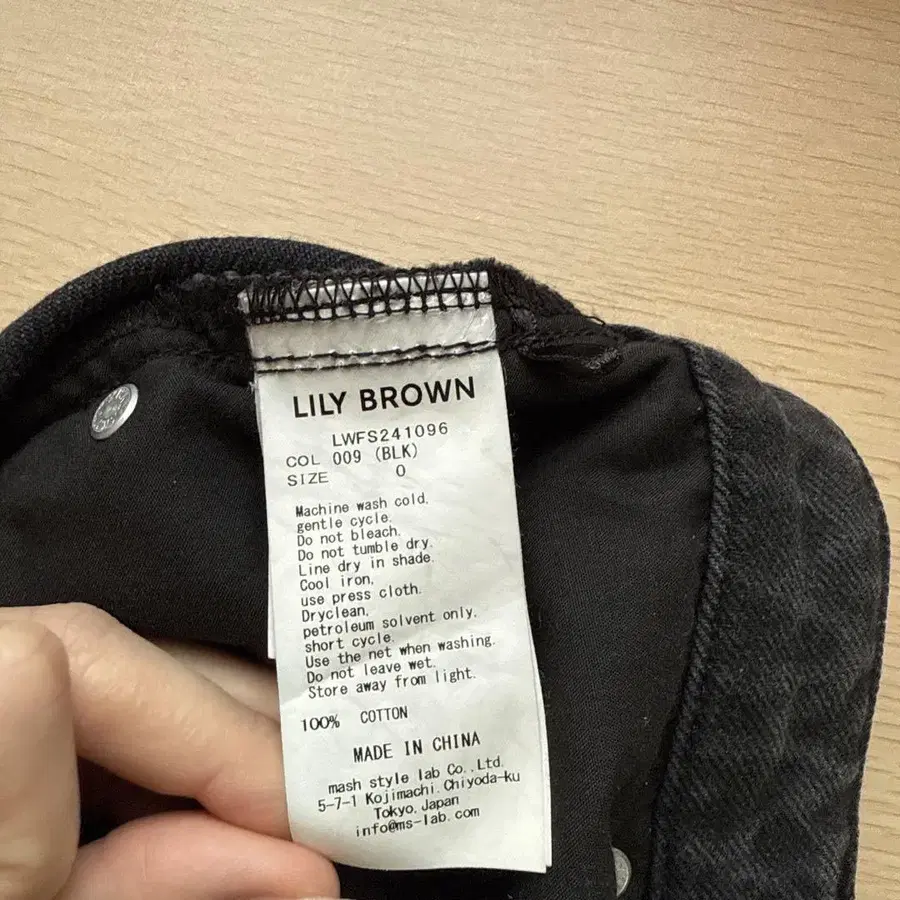 LILY BROWN
LWFS241096
COL 009 (BLK)
SIZE 0
Machine wash cold.
gentle cycle.
Do not bleach.
Do not tumble dry.
Line dry in shade.
Cool iron,
use press cloth.
Dryclean,
petroleum solvent only.
short cycle.
Use the net when washing.
Do not leave wet.
Store away from light.
100% COTTON
MADE IN CHINA
mash style lab Co.,Ltd.
5-7-1 Kojimachi, Chiyoda-ku
Tokyo, Japan
info@ms-lab.com